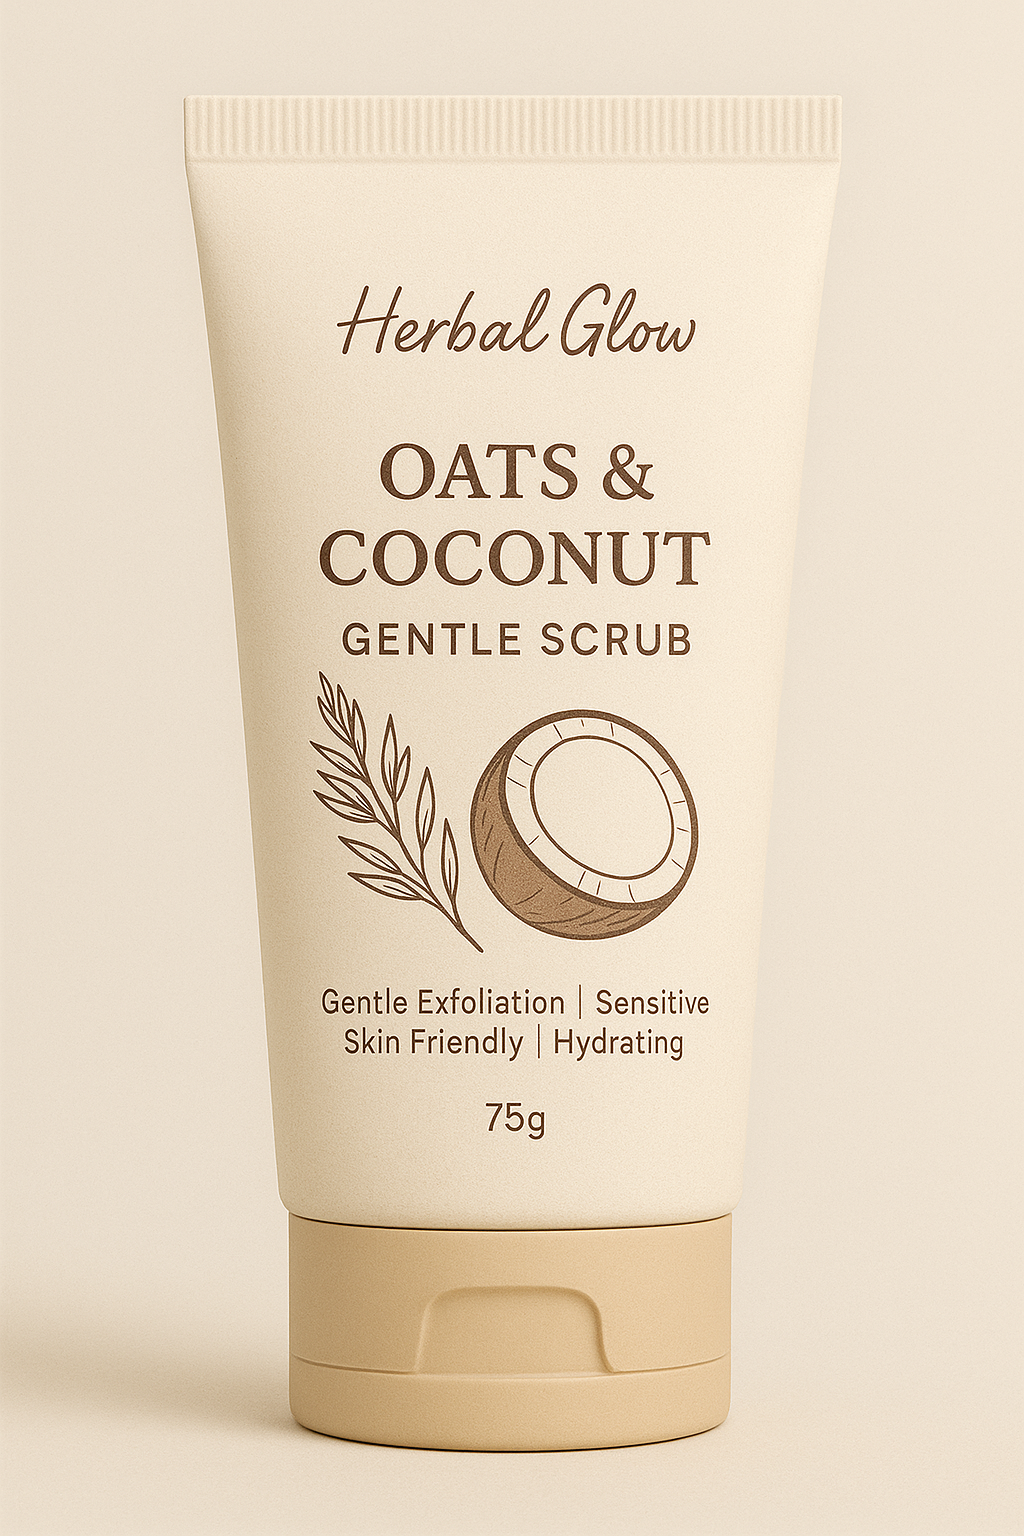 Herbal Glow
OATS &
COCONUT
GENTLE SCRUB
Gentle Exfoliation | Sensitive
Skin Friendly | Hydrating
75g